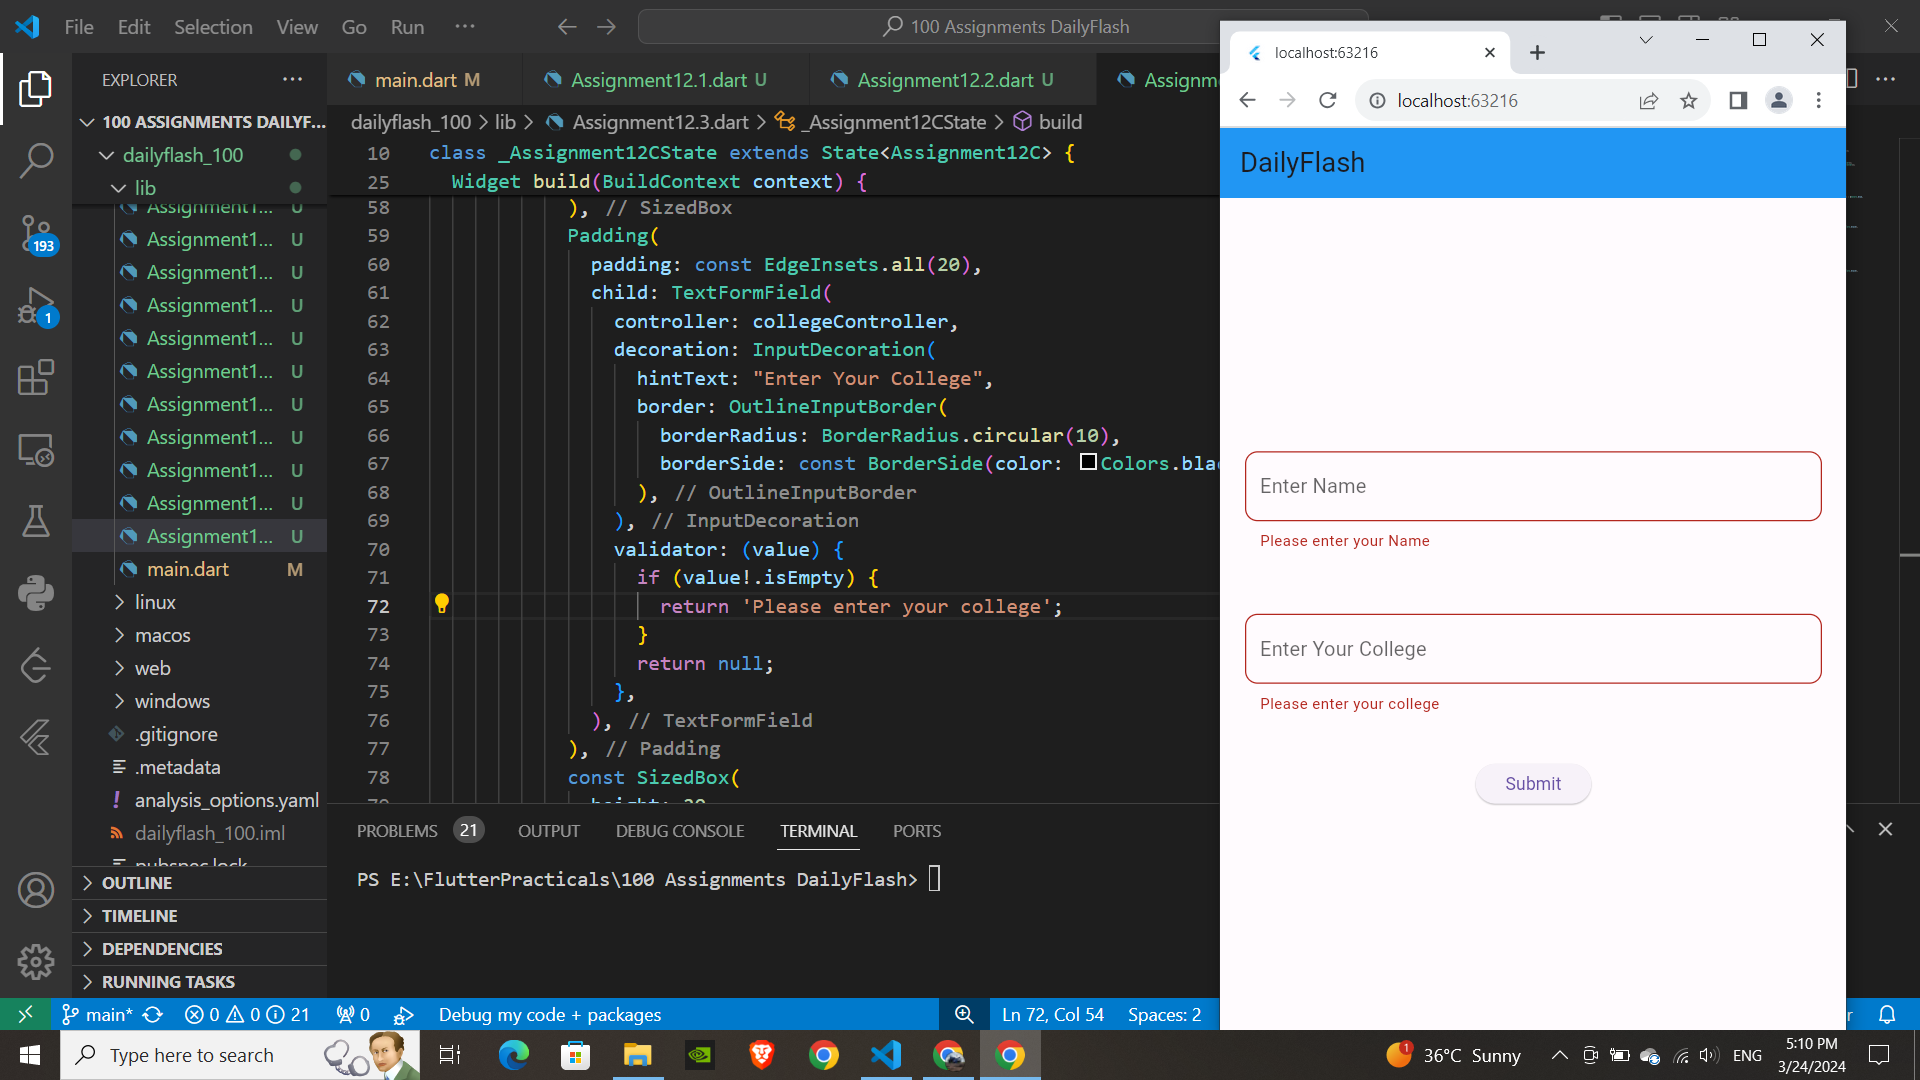 File Edit Selection View Go Run ···
100 Assignments DailyFlash
EXPLORER
100 ASSIGNMENTS DAILYF...
dailyflash_100
lib
Assignment1... U
Assignment1... U
Assignment1... U
Assignment1... U
Assignment1... U
Assignment1... U
Assignment1... U
Assignment1... U
Assignment1... U
Assignment1... U
Assignment1... U
main.dart M
linux
macos
web
windows
.gitignore
.metadata
analysis_options.yaml
dailyflash_100.iml
pubspec.lock
OUTLINE
TIMELINE
DEPENDENCIES
RUNNING TASKS
193
1
main.dart M
Assignment12.1.dart U
Assignment12.2.dart U
Assignm
dailyflash_100 > lib > Assignment12.3.dart > _Assignment12CState > build
10 class _Assignment12CState extends State<Assignment12C> {
25 Widget build(BuildContext context) {
58 ), // SizedBox
59 Padding(
60 padding: const EdgeInsets.all(20),
61 child: TextFormField(
62 controller: collegeController,
63 decoration: InputDecoration(
64 hintText: "Enter Your College",
65 border: OutlineInputBorder(
66 borderRadius: BorderRadius.circular(10),
67 borderSide: const BorderSide(color: Colors.bla
68 ), // OutlineInputBorder
69 ), // InputDecoration
70 validator: (value) {
71 if (value!.isEmpty) {
72 return 'Please enter your college';
73 }
74 return null;
75 },
76 ), // TextFormField
77 ), // Padding
78 const SizedBox(
79 height: 20
PROBLEMS 21 OUTPUT DEBUG CONSOLE TERMINAL PORTS
PS E:\FlutterPracticals\100 Assignments DailyFlash>
main* 0 0 21 0 Debug my code + packages
Ln 72, Col 54 Spaces: 2
localhost:63216
localhost:63216
DailyFlash
Enter Name
Please enter your Name
Enter Your College
Please enter your college
Submit
Type here to search
1
36°C Sunny
ENG
5:10 PM
3/24/2024